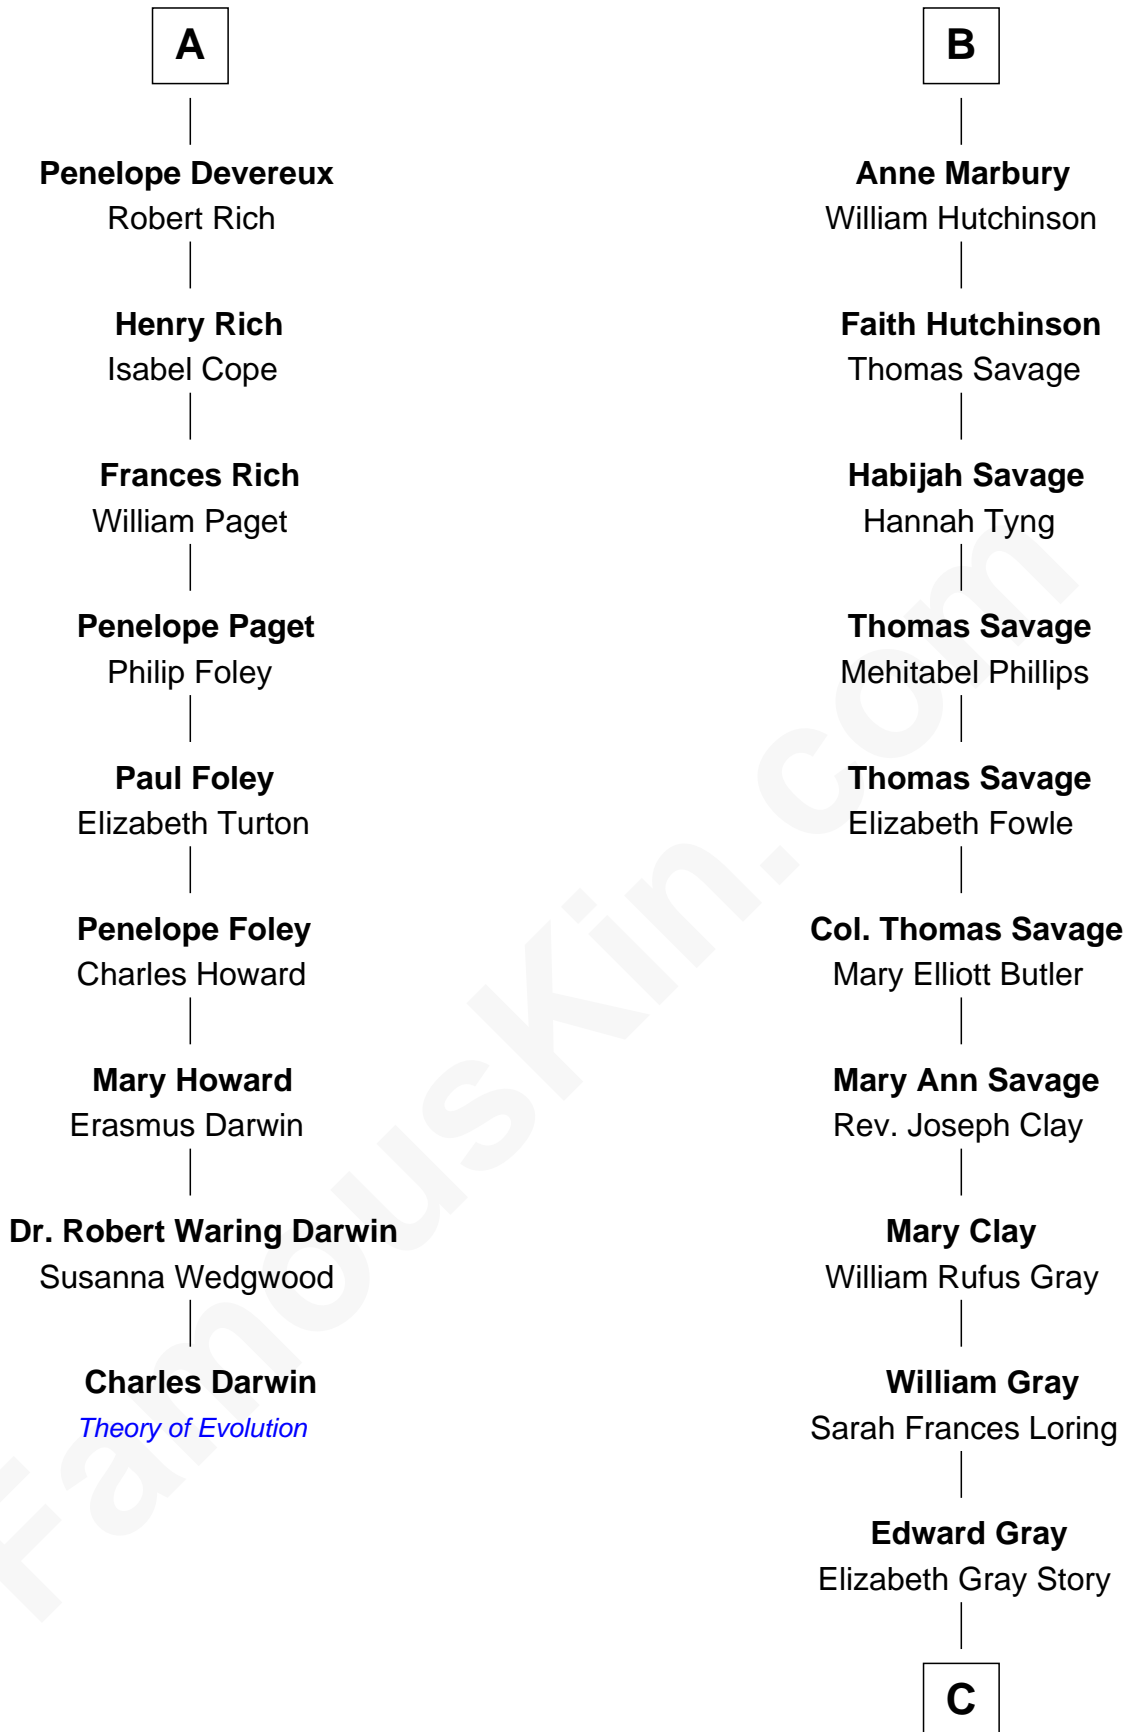 A
Penelope Devereux
Robert Rich
Henry Rich
Isabel Cope
Frances Rich
William Paget
Penelope Paget
Philip Foley
Paul Foley
Elizabeth Turton
Penelope Foley
Charles Howard
Mary Howard
Erasmus Darwin
Dr. Robert Waring Darwin
Susanna Wedgwood
Charles Darwin
Theory of Evolution
B
Anne Marbury
William Hutchinson
Faith Hutchinson
Thomas Savage
Habijah Savage
Hannah Tyng
Thomas Savage
Mehitabel Phillips
Thomas Savage
Elizabeth Fowle
Col. Thomas Savage
Mary Elliott Butler
Mary Ann Savage
Rev. Joseph Clay
Mary Clay
William Rufus Gray
William Gray
Sarah Frances Loring
Edward Gray
Elizabeth Gray Story
C
FamousKin.com